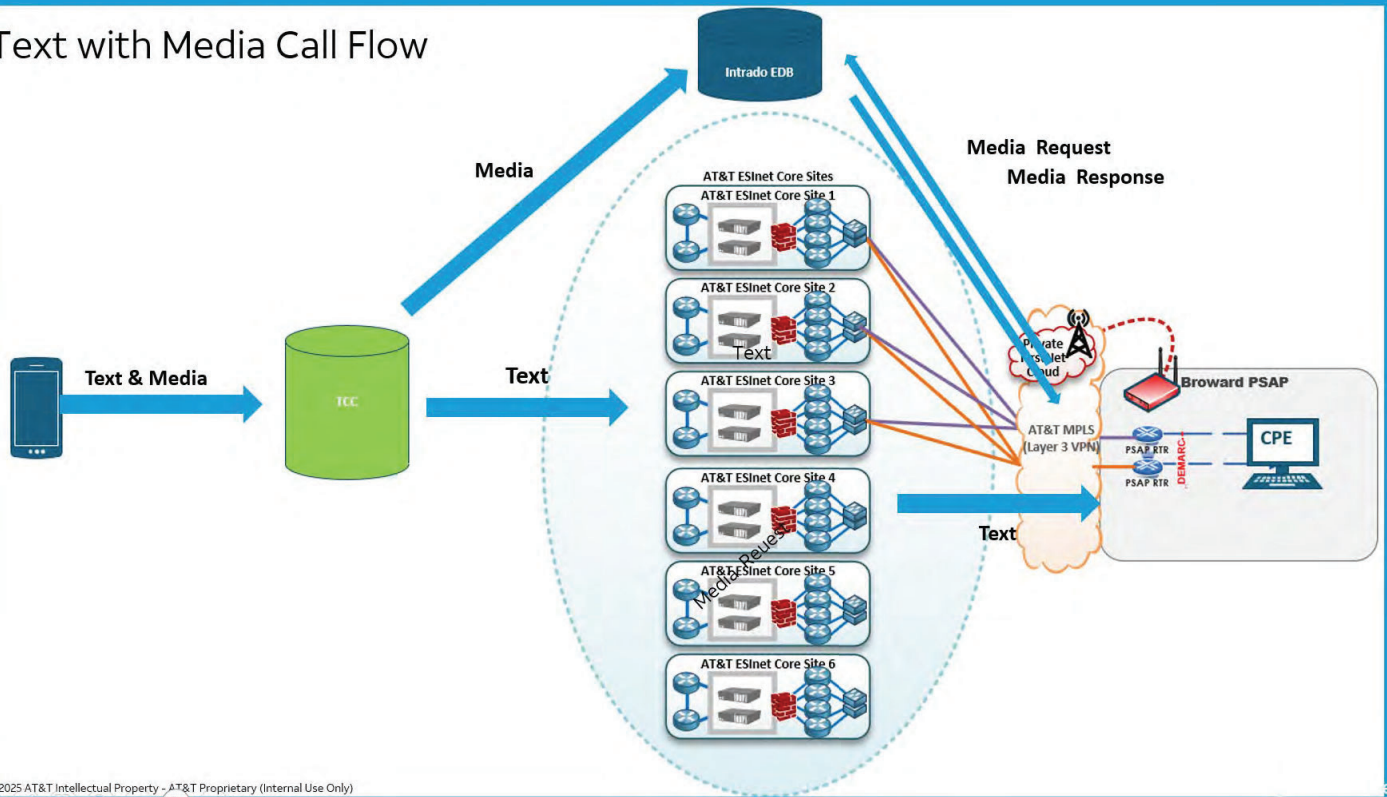 Text with Media Call Flow
Intrado EDB
Media Request
Media Response
Media
AT&T ESInet Core Sites
AT&T ESInet Core Site 1
AT&T ESInet Core Site 2
Text
AT&T ESInet Core Site 3
AT&T ESInet Core Site 4
Media Reuest
AT&T ESInet Core Site 5
AT&T ESInet Core Site 6
Text & Media
TCC
Text
Private
Cloud
Broward PSAP
AT&T MPLS
(Layer 3 VPN)
PSAP RTR
PSAP RTR
DEMARC
CPE
Text
2025 AT&T Intellectual Property - AT&T Proprietary (Internal Use Only)